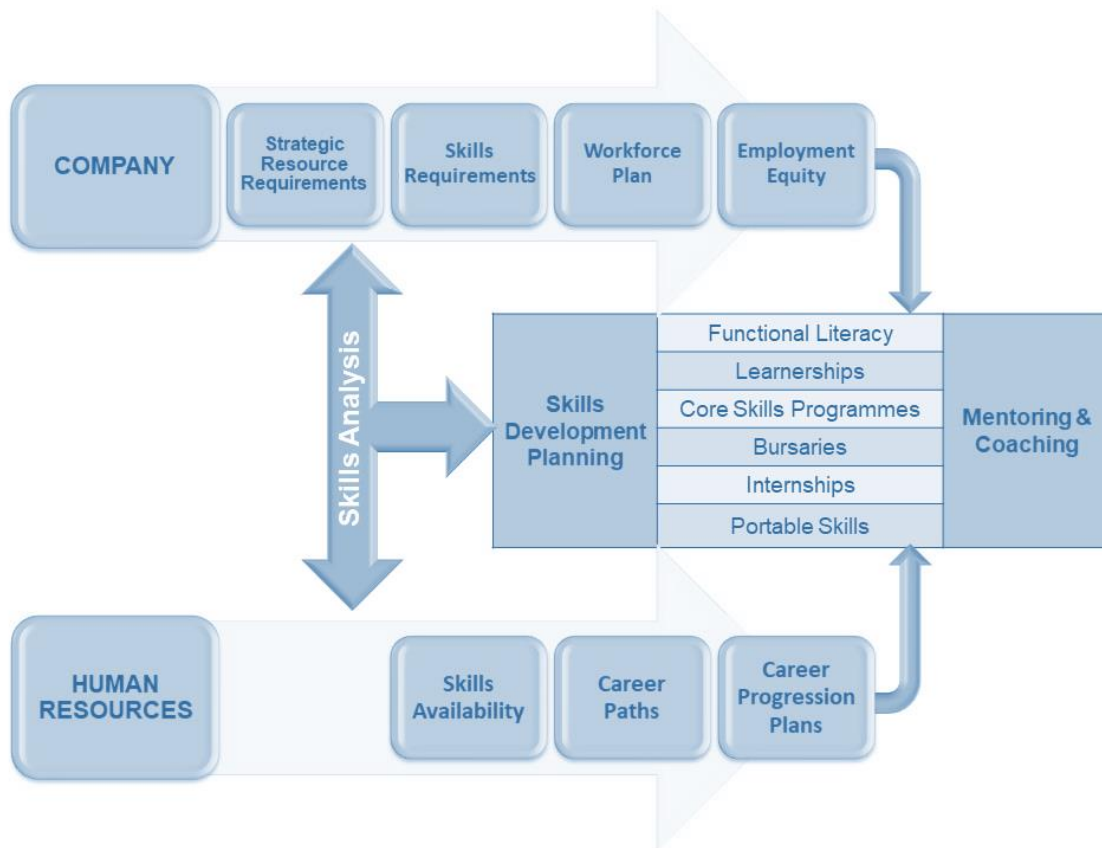 COMPANY
Strategic
Resource
Requirements
Skills
Requirements
Workforce
Plan
Employment
Equity
Skills Analysis
Skills
Development
Planning
Functional Literacy
Learnerships
Core Skills Programmes
Bursaries
Internships
Portable Skills
Mentoring &
Coaching
HUMAN
RESOURCES
Skills
Availability
Career
Paths
Career
Progression
Plans